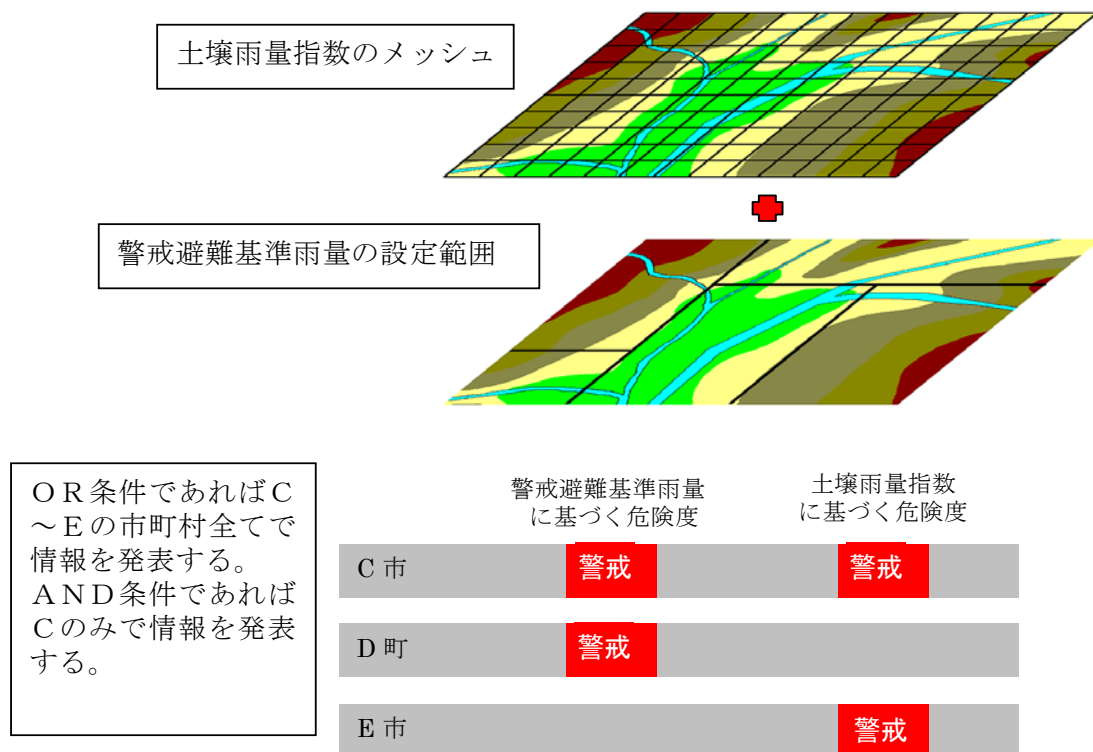 土壌雨量指数のメッシュ
警戒避難基準雨量の設定範囲
ＯＲ条件であればＣ
～Ｅの市町村全てで
情報を発表する。
ＡＮＤ条件であれば
Ｃのみで情報を発表
する。
警戒避難基準雨量
に基づく危険度
土壌雨量指数
に基づく危険度
C 市 警戒 警戒
D 町 警戒
E 市 警戒